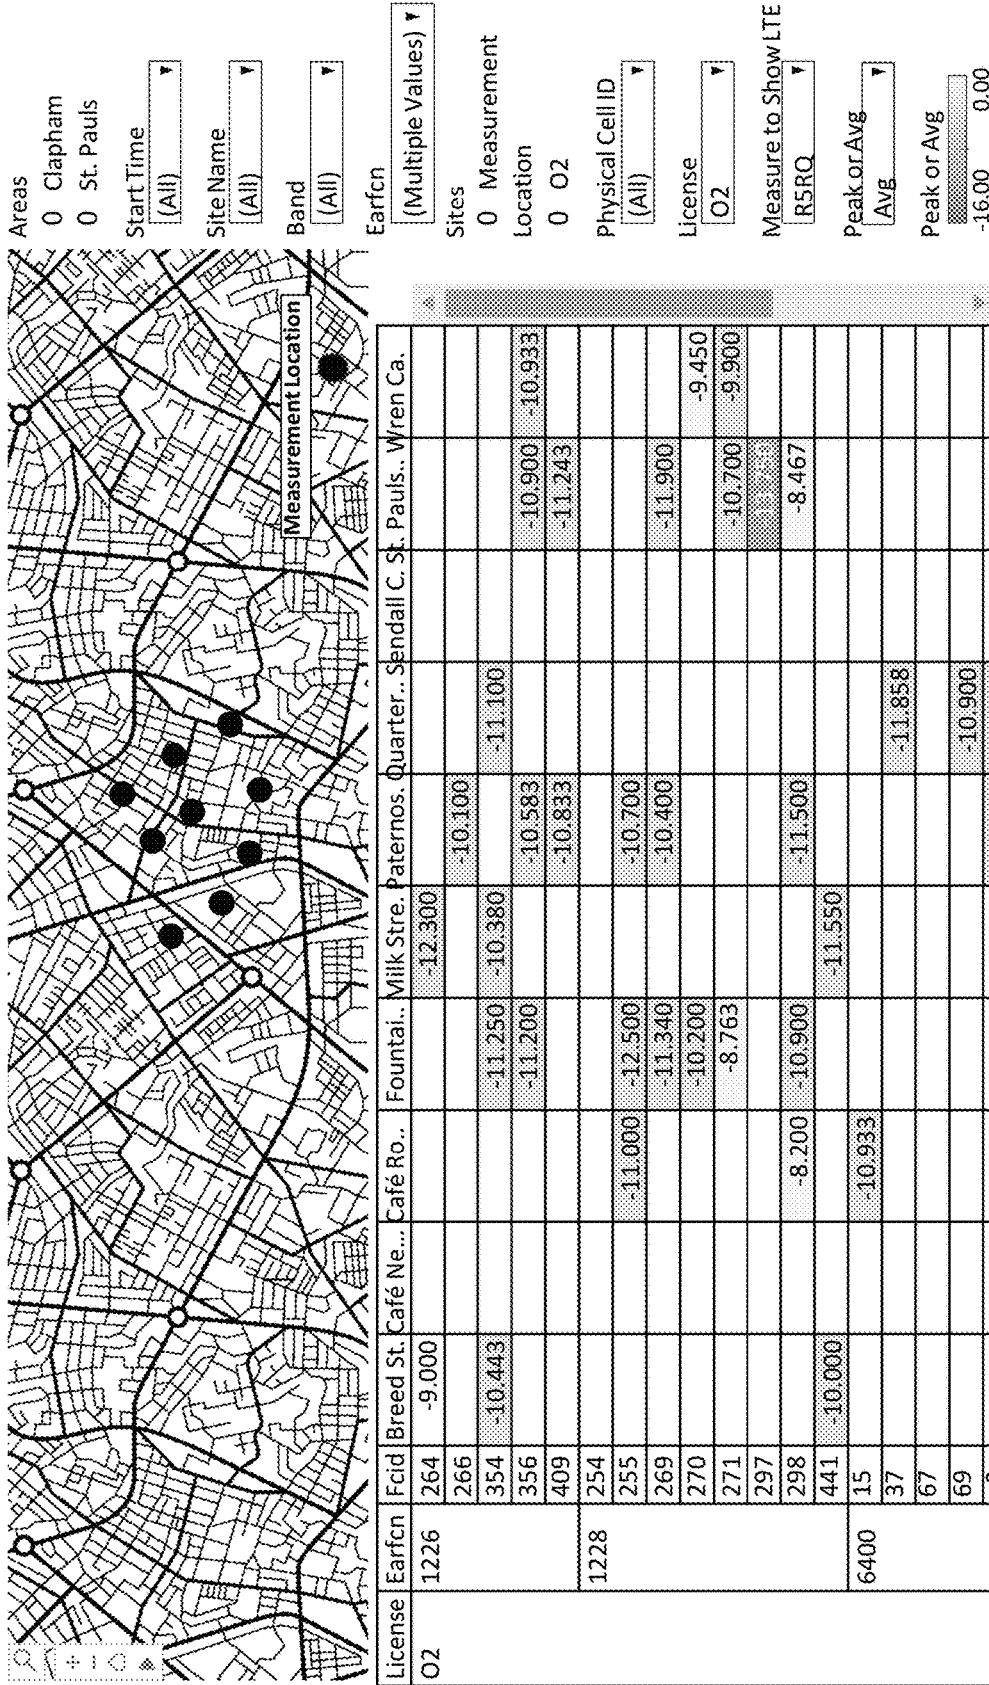 Measurement Location
Areas
O Clapham
O St. Pauls
Start Time
(All)
Site Name
(All)
Band
(All)
Earfcn
(Multiple Values)
Sites
O Measurement
Location
O O2
Physical Cell ID
(All)
License
O2
Measure to Show LTE
R5RQ
Peak or Avg
Avg
Peak or Avg
-16.00 0.00
License Earfcn Fcid Breed St. Café Ne... Café Ro.. Fountai.. Milk Stre. Paternos. Quarter.. Sendall C. St. Pauls.. Wren Ca.
O2 1226 264 -9.000 -12.300
266 -10.100
354 -10.443 -11.250 -10.380 -11.100
356 -11.200 -10.583 -10.900 -10.933
409 -10.833 -11.243
1228 254
255 -11.000 -12.500 -10.700
269 -11.340 -10.400 -11.900
270 -10.200 -9.450
271 -8.763 10.700 -9.900
297
298 -8.200 -10.900 -11.500 -8.467
441 -10.000 -11.550
6400 15 -10.933
37 -11.858
67
69 -10.900